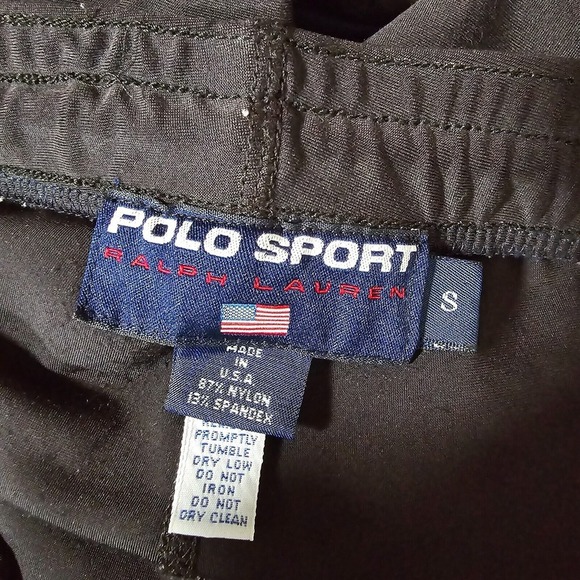 POLO SPORT
RALPH LAUREN
S
MADE
IN
U.S.A
87% NYLON
13% SPANDEX
PROMPTLY
TUMBLE
DRY LOW
DO NOT
IRON
DO NOT
DRY CLEAN